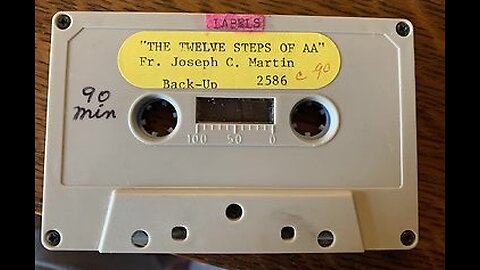 LABELS
"THE TWELVE STEPS OF AA"
Fr. Joseph C. Martin
Back-Up 2586 c 90
90
min
100 50 0